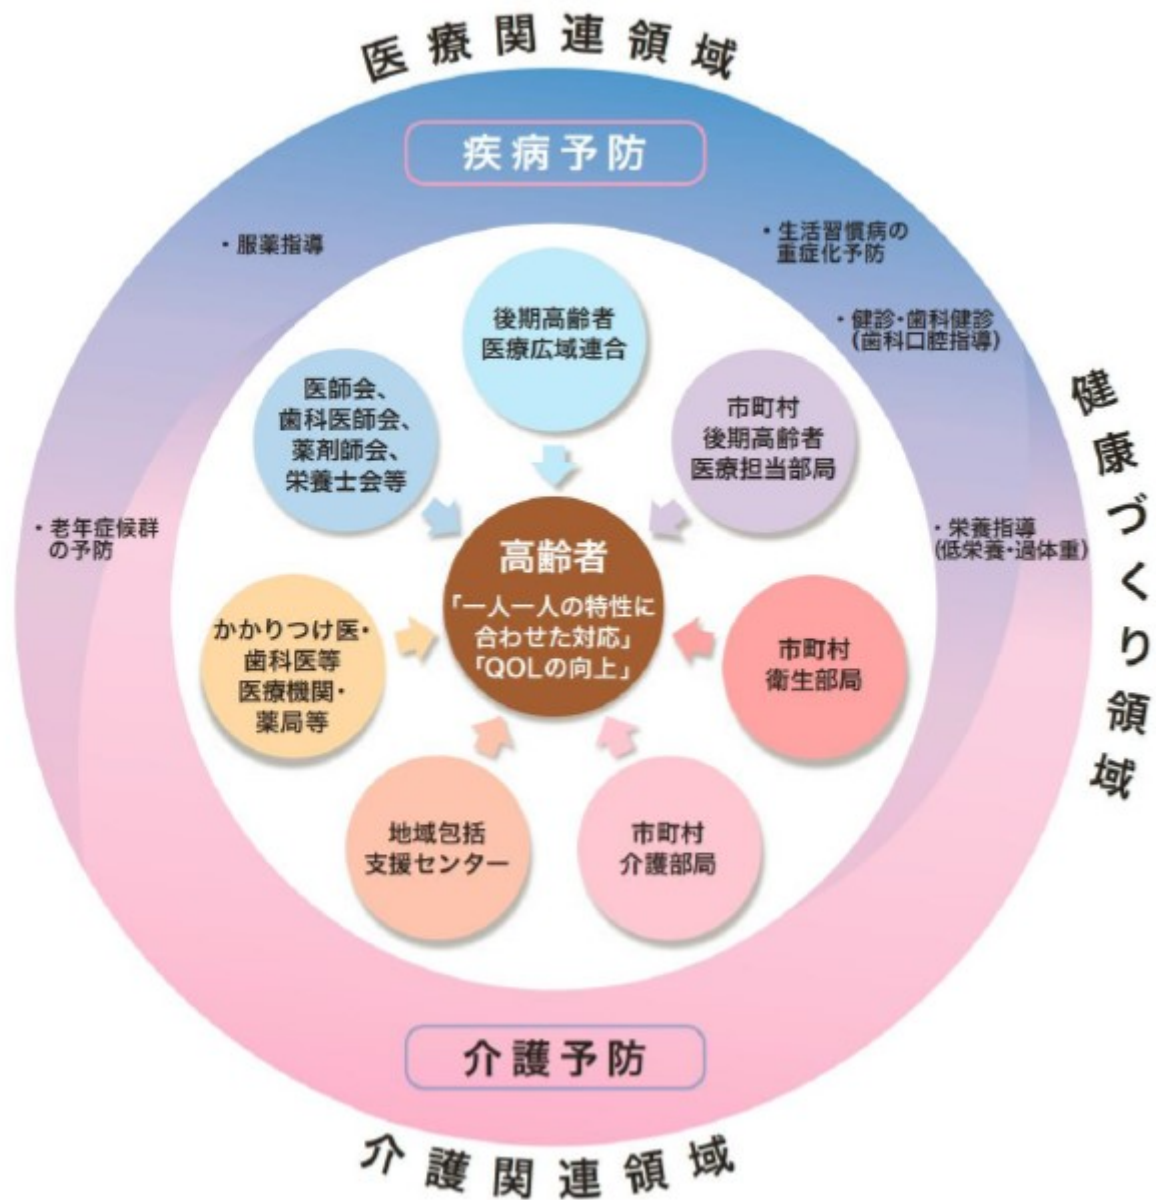 医療関連領域
疾病予防
・服薬指導
・生活習慣病の
重症化予防
・健診・歯科健診
(歯科口腔指導)
健康づくり領域
後期高齢者
医療広域連合
医師会、
歯科医師会、
薬剤師会、
栄養士会等
市町村
後期高齢者
医療担当部局
・老年症候群
の予防
・栄養指導
(低栄養・過体重)
高齢者
「一人一人の特性に
合わせた対応」
「QOLの向上」
かかりつけ医・
歯科医等
医療機関・
薬局等
市町村
衛生部局
地域包括
支援センター
市町村
介護部局
介護予防
介護関連領域